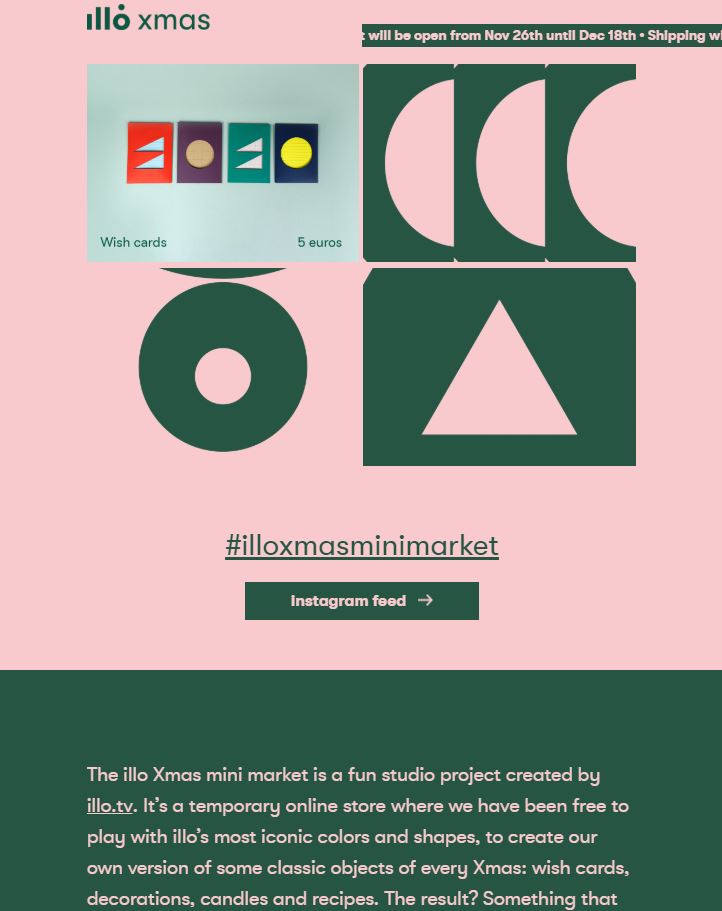 illo xmas
will be open from Nov 26th until Dec 18th • Shipping
Wish cards
5 euros
#illoxmasminimarket
Instagram feed →
The illo Xmas mini market is a fun studio project created by
illo.tv. It’s a temporary online store where we have been free to
play with illo’s most iconic colors and shapes, to create our
own version of some classic objects of every Xmas: wish cards,
decorations, candles and recipes. The result? Something that